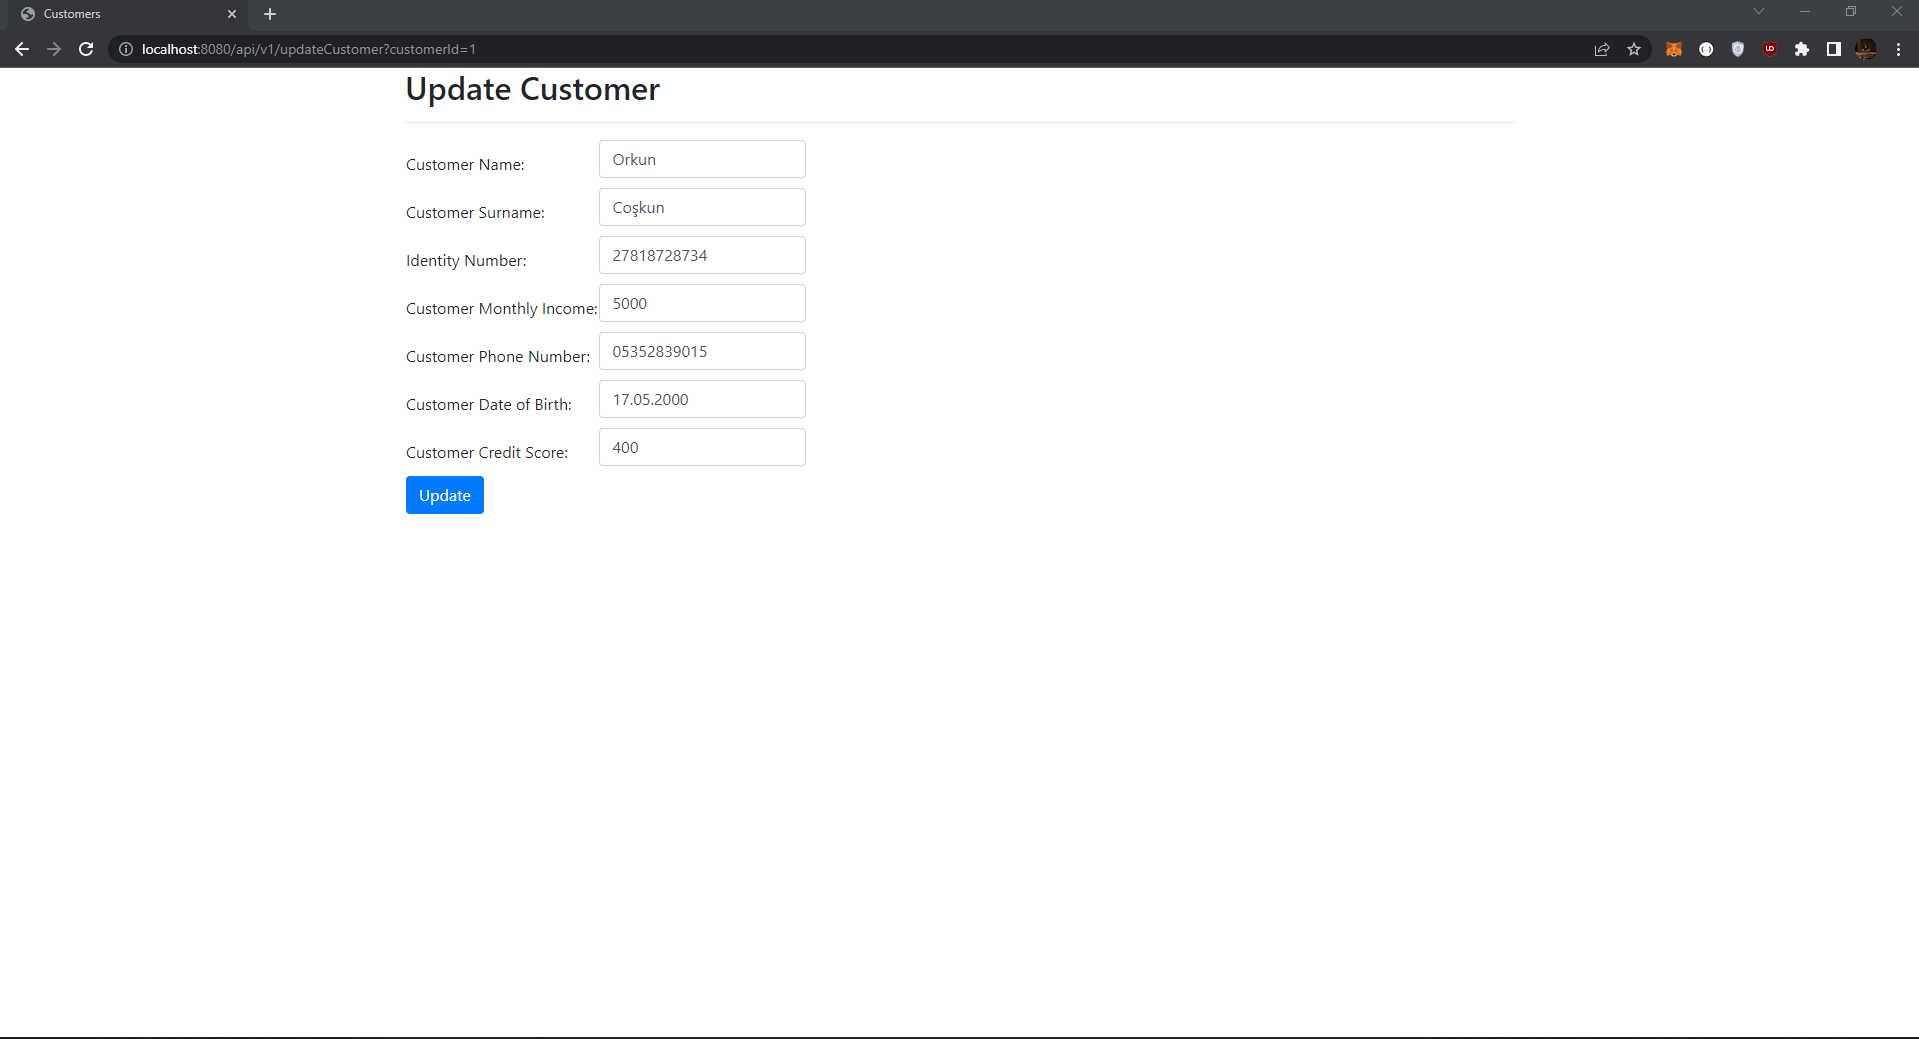 Customers
localhost:8080/api/v1/updateCustomer?customerId=1
Update Customer
Customer Name: Orkun
Customer Surname: Coşkun
Identity Number: 27818728734
Customer Monthly Income: 5000
Customer Phone Number: 05352839015
Customer Date of Birth: 17.05.2000
Customer Credit Score: 400
Update